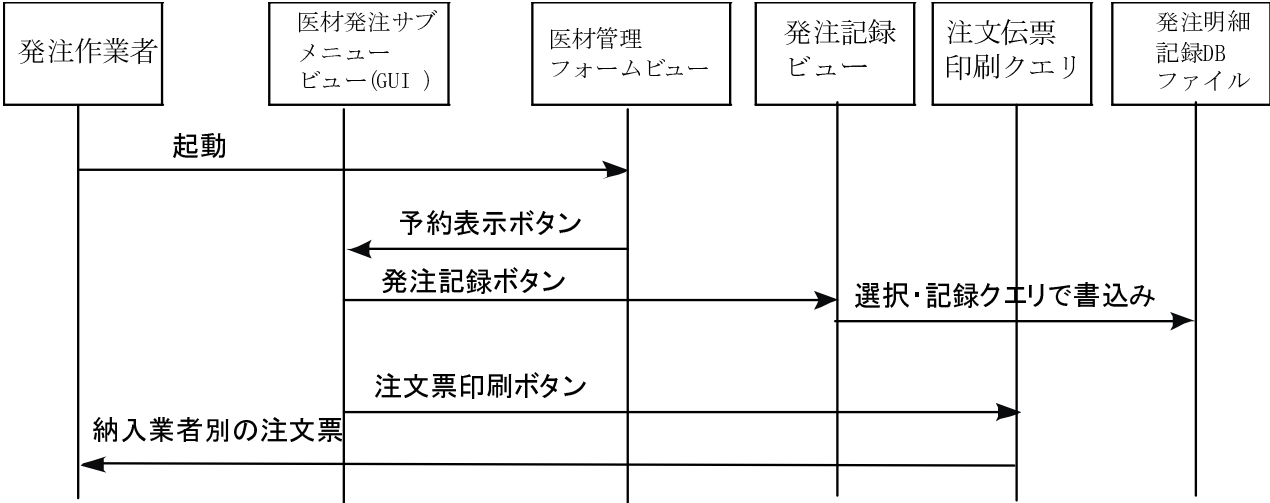 発注作業者
医材発注サブ
メニュー
ビュー(GUI )
医材管理
フォームビュー
発注記録
ビュー
注文伝票
印刷クエリ
発注明細
記録DB
ファイル
起動
予約表示ボタン
発注記録ボタン
選択・記録クエリで書込み
注文票印刷ボタン
納入業者別の注文票